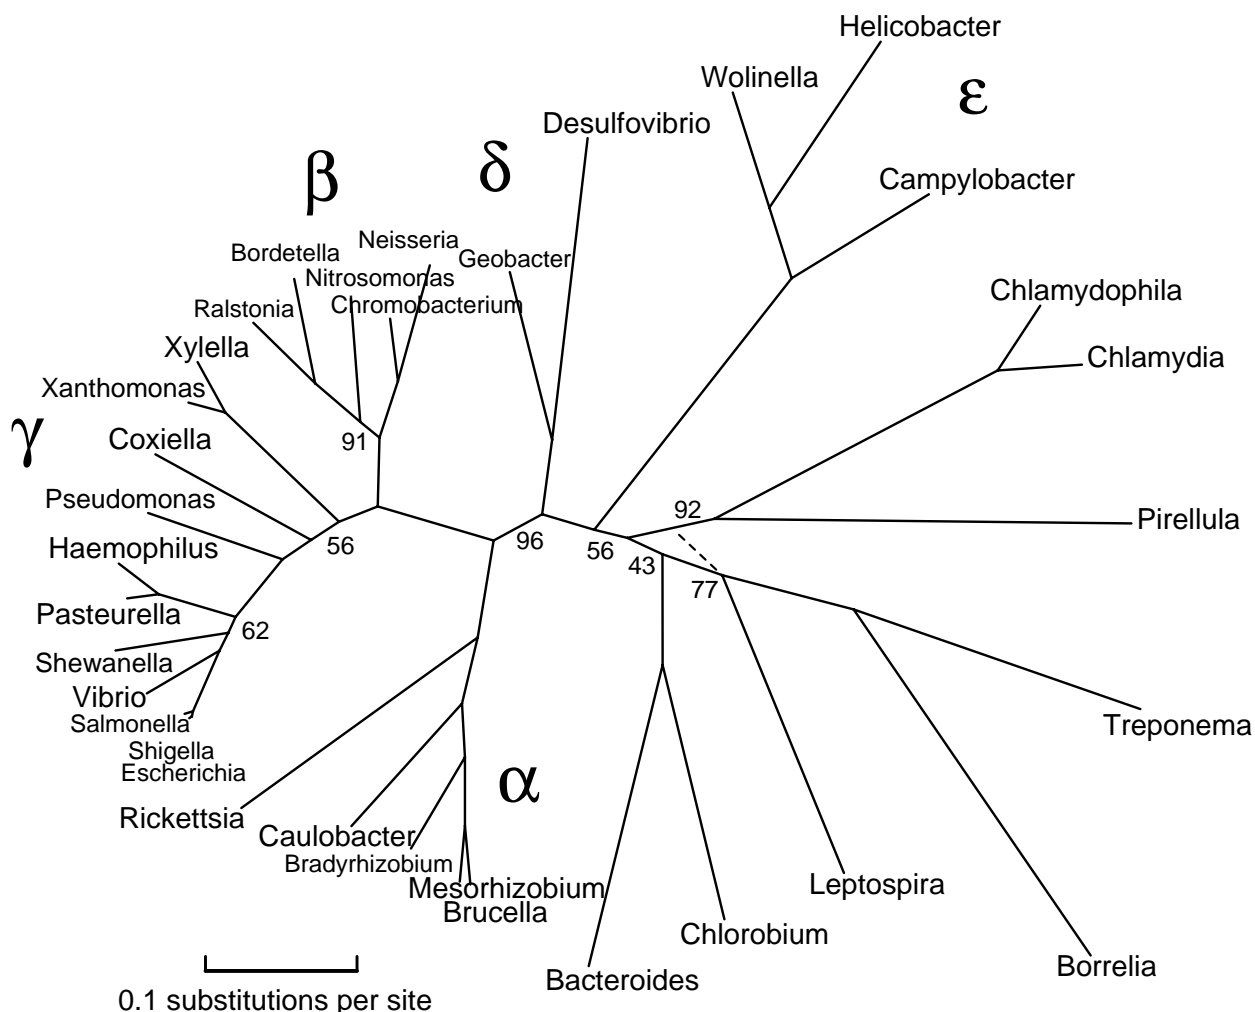 Helicobacter
Wolinella
ε
Desulfovibrio
δ
β
Campylobacter
Neisseria
Bordetella
Geobacter
Nitrosomonas
Chromobacterium
Chlamydophila
Ralstonia
Xylella
Chlamydia
Xanthomonas
γ
Coxiella
91
Pseudomonas
92
Pirellula
Haemophilus
56
96
56
43
77
Pasteurella
62
Shewanella
Vibrio
Salmonella
Treponema
Shigella
Escherichia
α
Rickettsia
Caulobacter
Bradyrhizobium
Mesorhizobium
Leptospira
Brucella
Chlorobium
Borrelia
Bacteroides
0.1 substitutions per site